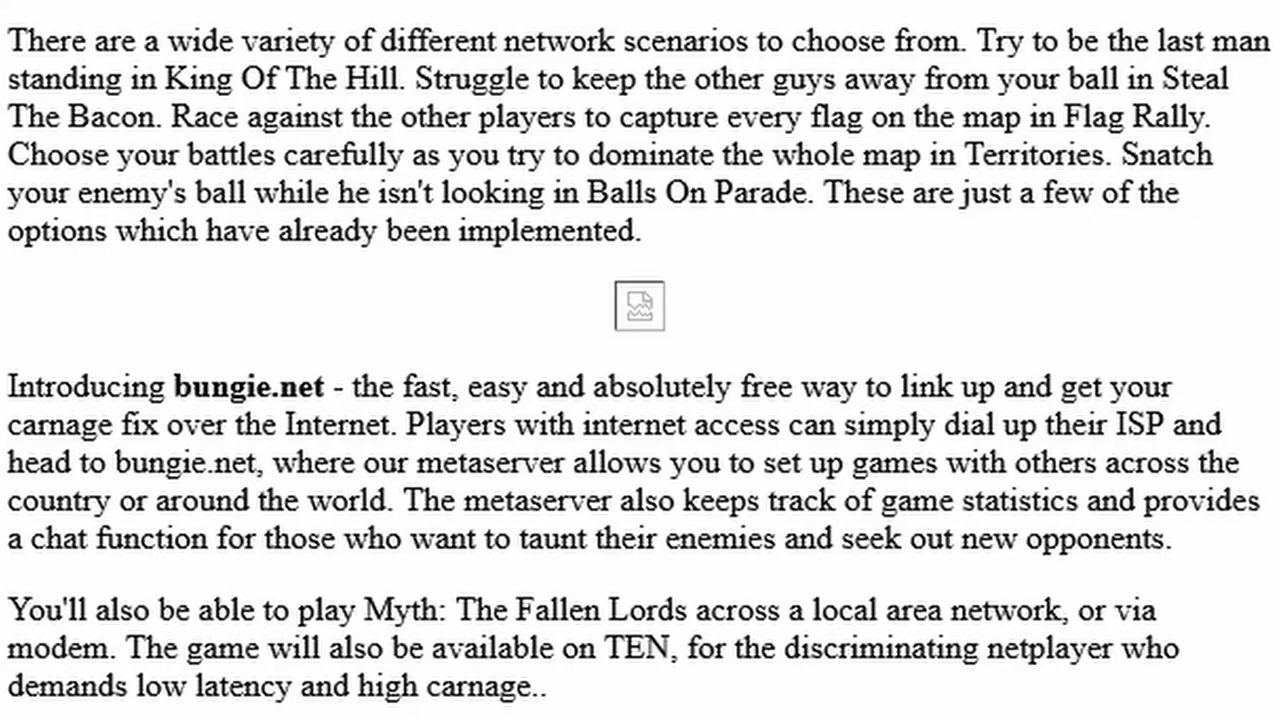 There are a wide variety of different network scenarios to choose from. Try to be the last man
standing in King Of The Hill. Struggle to keep the other guys away from your ball in Steal
The Bacon. Race against the other players to capture every flag on the map in Flag Rally.
Choose your battles carefully as you try to dominate the whole map in Territories. Snatch
your enemy's ball while he isn't looking in Balls On Parade. These are just a few of the
options which have already been implemented.
Introducing bungie.net - the fast, easy and absolutely free way to link up and get your
carnage fix over the Internet. Players with internet access can simply dial up their ISP and
head to bungie.net, where our metaserver allows you to set up games with others across the
country or around the world. The metaserver also keeps track of game statistics and provides
a chat function for those who want to taunt their enemies and seek out new opponents.
You'll also be able to play Myth: The Fallen Lords across a local area network, or via
modem. The game will also be available on TEN, for the discriminating netplayer who
demands low latency and high carnage..